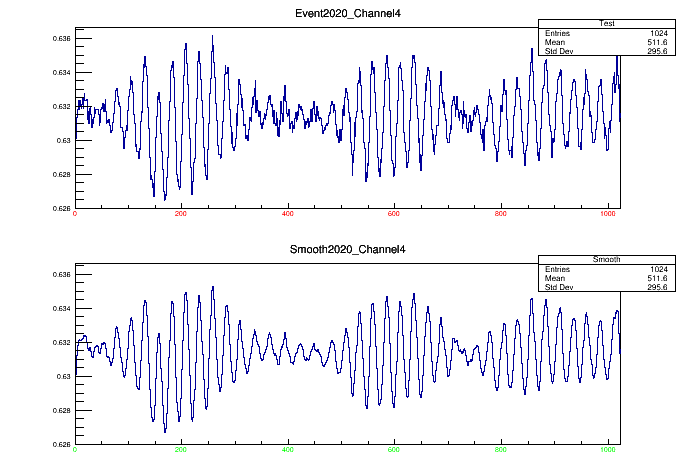 Event2020_Channel4
Test
Entries 1024
Mean 511.6
Std Dev 295.6
0.636
0.634
0.632
0.63
0.628
0.626
0 200 400 600 800 1000
Smooth2020_Channel4
Smooth
Entries 1024
Mean 511.6
Std Dev 295.6
0.636
0.634
0.632
0.63
0.628
0.626
0 200 400 600 800 1000